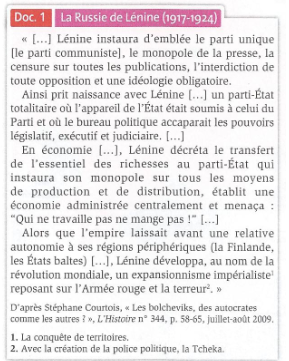 Doc. 1 La Russie de Lénine (1917-1924)
« […] Lénine instaura d'emblée le parti unique
[le parti communiste], le monopole de la presse, la
censure sur toutes les publications, l'interdiction de
toute opposition et une idéologie obligatoire.
Ainsi prit naissance avec Lénine […] un parti-État
totalitaire où l'appareil de l'État était soumis à celui du
Parti et où le bureau politique accaparait les pouvoirs
législatif, exécutif et judiciaire. […]
En économie […], Lénine décréta le transfert
de l'essentiel des richesses au parti-État qui
instaura son monopole sur tous les moyens
de production et de distribution, établit une
économie administrée centralement et menaça :
"Qui ne travaille pas ne mange pas !" […]
Alors que l'empire laissait avant une relative
autonomie à ses régions périphériques (la Finlande,
les États baltes) […], Lénine développa, au nom de la
révolution mondiale, un expansionnisme impérialiste¹
reposant sur l'Armée rouge et la terreur². »
D'après Stéphane Courtois, « Les bolcheviks, des autocrates
comme les autres ? », L'Histoire n° 344, p. 58-65, juillet-août 2009.
1. La conquête de territoires.
2. Avec la création de la police politique, la Tcheka.